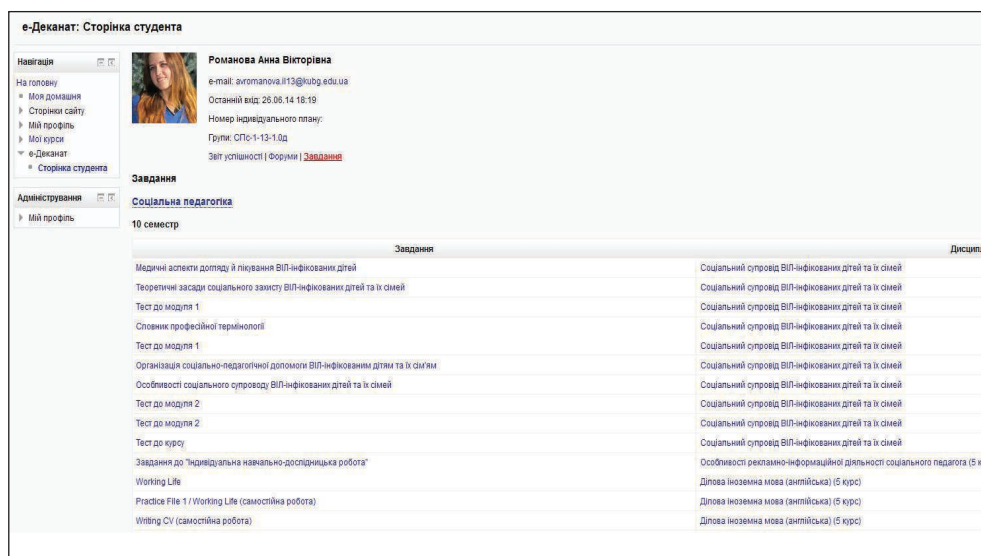 е-Деканат: Сторінка студента
Навігація
На головну
Моя домашня
Сторінки сайту
Мій профіль
Мої курси
е-Деканат
Сторінка студента
Адміністрування
Мій профіль
Романова Анна Вікторівна
e-mail: avromanova.il13@kubg.edu.ua
Останній вхід: 26.06.14 18:19
Номер індивідуального плану:
Групи: СПс-1-13-1.0д
Звіт успішності | Форуми | Завдання
Завдання
Соціальна педагогіка
10 семестр
Завдання Дисципл
Медичні аспекти догляду й лікування ВІЛ-інфікованих дітей Соціальний супровід ВІЛ-інфікованих дітей та їх сімей
Теоретичні засади соціального захисту ВІЛ-інфікованих дітей та їх сімей Соціальний супровід ВІЛ-інфікованих дітей та їх сімей
Тест до модуля 1 Соціальний супровід ВІЛ-інфікованих дітей та їх сімей
Словник професійної термінології Соціальний супровід ВІЛ-інфікованих дітей та їх сімей
Тест до модуля 1 Соціальний супровід ВІЛ-інфікованих дітей та їх сімей
Організація соціально-педагогічної допомоги ВІЛ-інфікованим дітям та їх сім'ям Соціальний супровід ВІЛ-інфікованих дітей та їх сімей
Особливості соціального супроводу ВІЛ-інфікованих дітей та їх сімей Соціальний супровід ВІЛ-інфікованих дітей та їх сімей
Тест до модуля 2 Соціальний супровід ВІЛ-інфікованих дітей та їх сімей
Тест до модуля 2 Соціальний супровід ВІЛ-інфікованих дітей та їх сімей
Тест до курсу Соціальний супровід ВІЛ-інфікованих дітей та їх сімей
Завдання до "Індивідуальна навчально-дослідницька робота" Особливості рекламно-інформаційної діяльності соціального педагога (5 к
Working Life Ділова іноземна мова (англійська) (5 курс)
Practice File 1 / Working Life (самостійна робота) Ділова іноземна мова (англійська) (5 курс)
Writing CV (самостійна робота) Ділова іноземна мова (англійська) (5 курс)